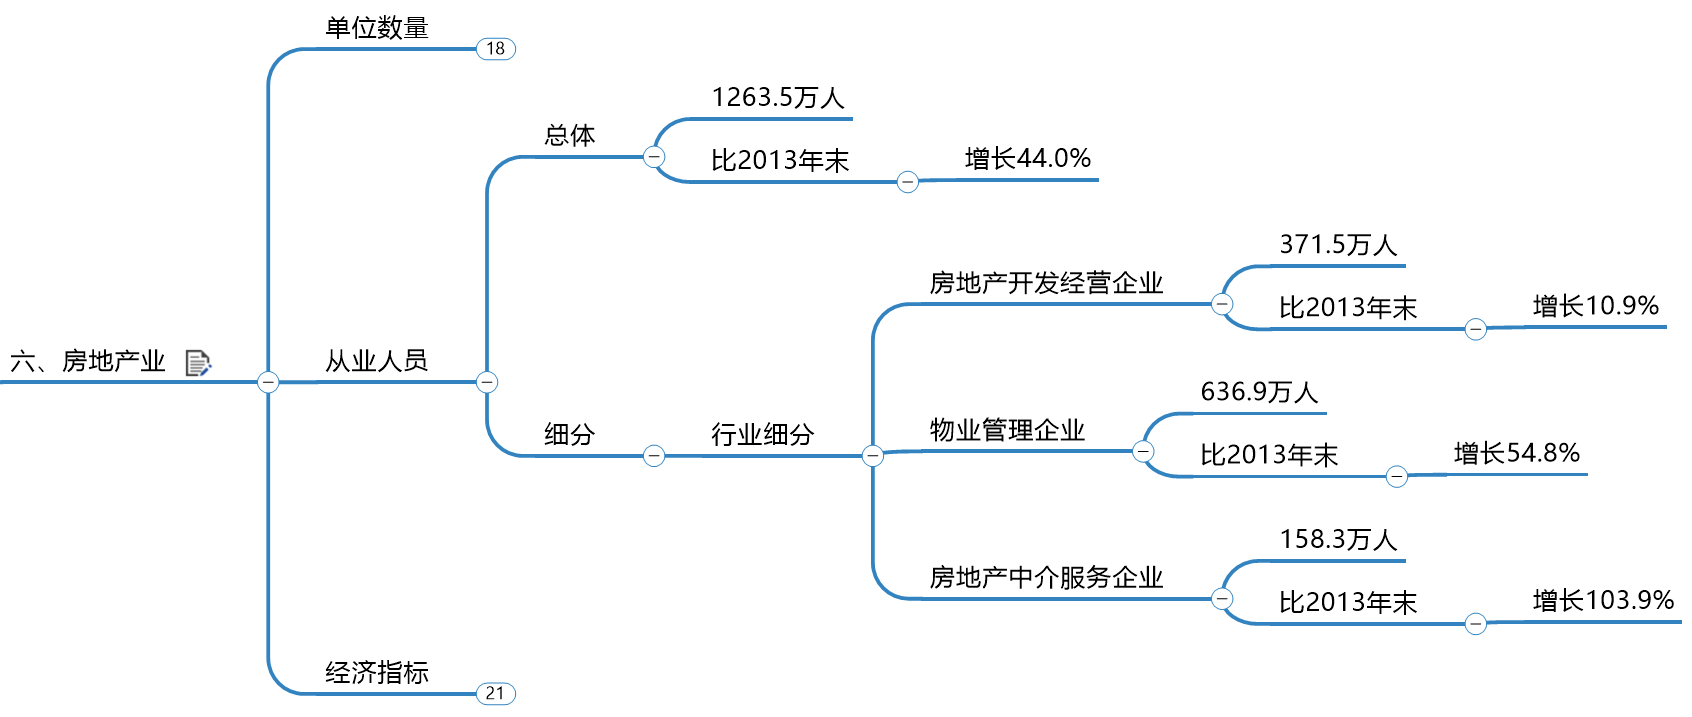 六、房地产业
单位数量
18
从业人员
总体
1263.5万人
比2013年末
增长44.0%
细分
行业细分
房地产开发经营企业
371.5万人
比2013年末
增长10.9%
物业管理企业
636.9万人
比2013年末
增长54.8%
房地产中介服务企业
158.3万人
比2013年末
增长103.9%
经济指标
21